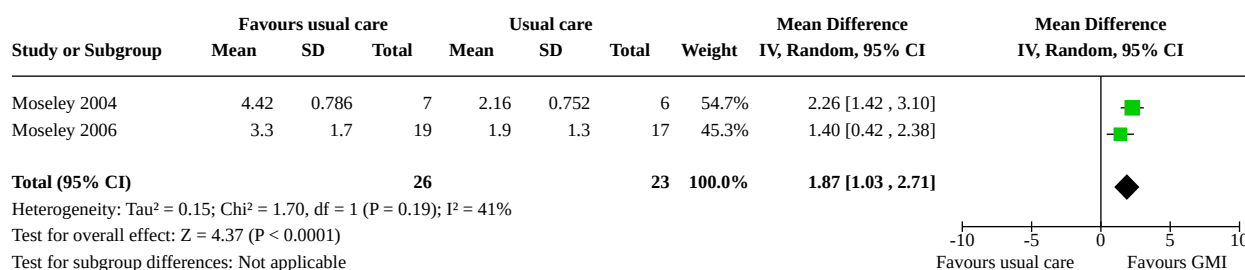 Favours usual care Usual care Mean Difference Mean Difference
Study or Subgroup Mean SD Total Mean SD Total Weight IV, Random, 95% CI IV, Random, 95% CI
Moseley 2004 4.42 0.786 7 2.16 0.752 6 54.7% 2.26 [1.42 , 3.10]
Moseley 2006 3.3 1.7 19 1.9 1.3 17 45.3% 1.40 [0.42 , 2.38]
Total (95% CI) 26 23 100.0% 1.87 [1.03 , 2.71]
Heterogeneity: Tau² = 0.15; Chi² = 1.70, df = 1 (P = 0.19); I² = 41%
Test for overall effect: Z = 4.37 (P < 0.0001)
Test for subgroup differences: Not applicable
-10 -5 0 5 10
Favours usual care Favours GMI